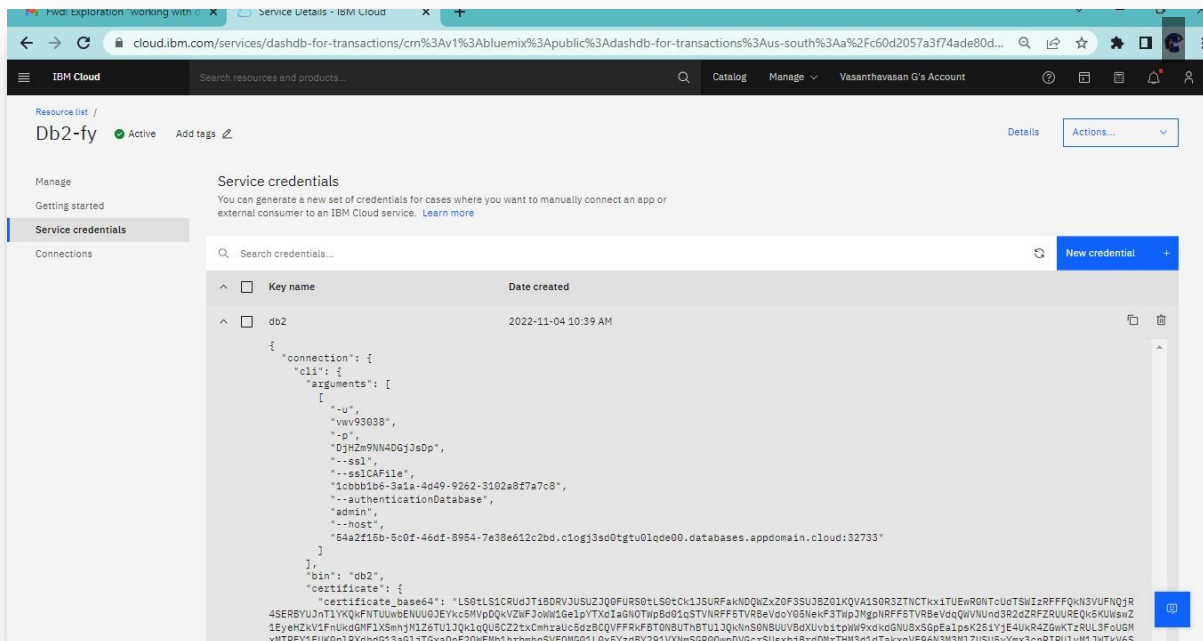 Fwd: Exploration "working with c
Service Details - IBM Cloud
cloud.ibm.com/services/dashdb-for-transactions/crn%3Av1%3Abluemix%3Apublic%3Adashdb-for-transactions%3Aus-south%3Aa%2Fc60d2057a3f74ade80d...
IBM Cloud
Search resources and products...
Catalog
Manage
Vasanthavasan G's Account
Resource list /
Db2-fy
Active
Add tags
Details
Actions...
Manage
Getting started
Service credentials
Connections
Service credentials
You can generate a new set of credentials for cases where you want to manually connect an app or
external consumer to an IBM Cloud service. Learn more
Search credentials...
New credential +
Key name
Date created
db2
2022-11-04 10:39 AM
{
"connection": {
"cli": {
"arguments": [
[
"-u",
"vwv93038",
"-p",
"DjHZm9NN4DGjJsDp",
"--ssl",
"--sslCAFile",
"1cbbb1b6-3a1a-4d49-9262-3102a8f7a7c8",
"--authenticationDatabase",
"admin",
"--host",
"54a2f15b-5c0f-46df-8954-7e38e612c2bd.c1ogj3sd0tgtu0lqde00.databases.appdomain.cloud:32733"
]
],
"bin": "db2",
"certificate": {
"certificate_base64":